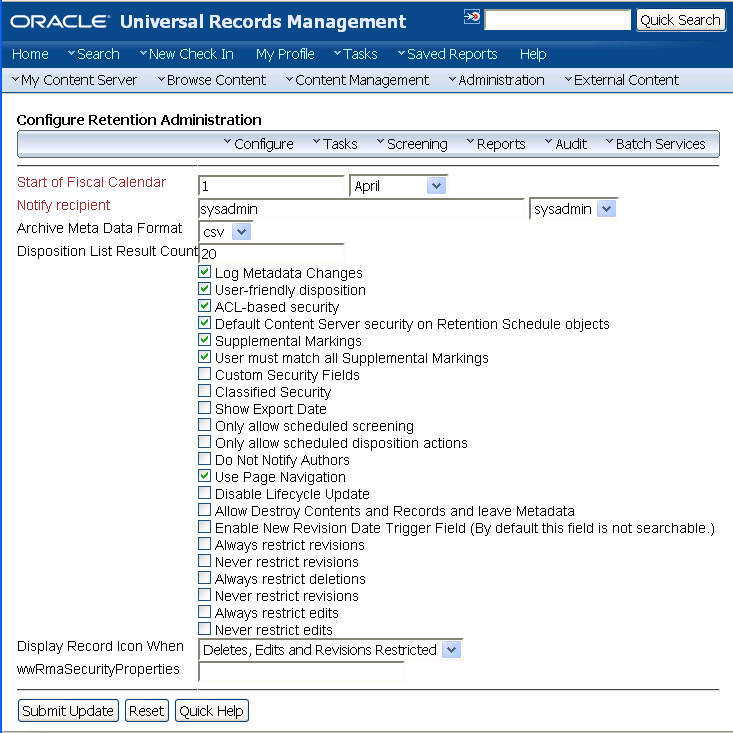 ORACLE® Universal Records Management Quick Search
Home Search New Check In My Profile Tasks Saved Reports Help
My Content Server Browse Content Content Management Administration External Content
Configure Retention Administration
Configure Tasks Screening Reports Audit Batch Services
Start of Fiscal Calendar 1 April
Notify recipient sysadmin sysadmin
Archive Meta Data Format csv
Disposition List Result Count 20
Log Metadata Changes
User-friendly disposition
ACL-based security
Default Content Server security on Retention Schedule objects
Supplemental Markings
User must match all Supplemental Markings
Custom Security Fields
Classified Security
Show Export Date
Only allow scheduled screening
Only allow scheduled disposition actions
Do Not Notify Authors
Use Page Navigation
Disable Lifecycle Update
Allow Destroy Contents and Records and leave Metadata
Enable New Revision Date Trigger Field (By default this field is not searchable.)
Always restrict revisions
Never restrict revisions
Always restrict deletions
Never restrict revisions
Always restrict edits
Never restrict edits
Display Record Icon When Deletes, Edits and Revisions Restricted
wwRmaSecurityProperties
Submit Update Reset Quick Help